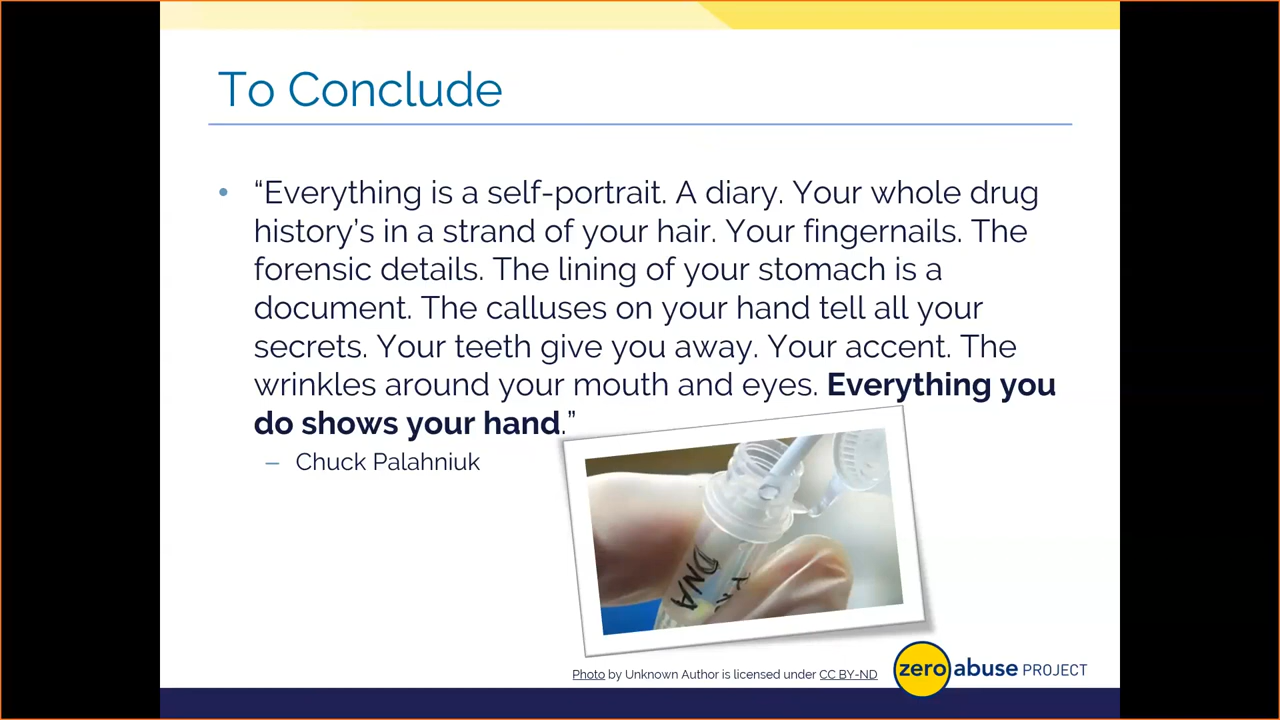 To Conclude
• “Everything is a self-portrait. A diary. Your whole drug
history’s in a strand of your hair. Your fingernails. The
forensic details. The lining of your stomach is a
document. The calluses on your hand tell all your
secrets. Your teeth give you away. Your accent. The
wrinkles around your mouth and eyes. Everything you
do shows your hand.”
– Chuck Palahniuk
DNA
Photo by Unknown Author is licensed under CC BY-ND
zero abuse PROJECT